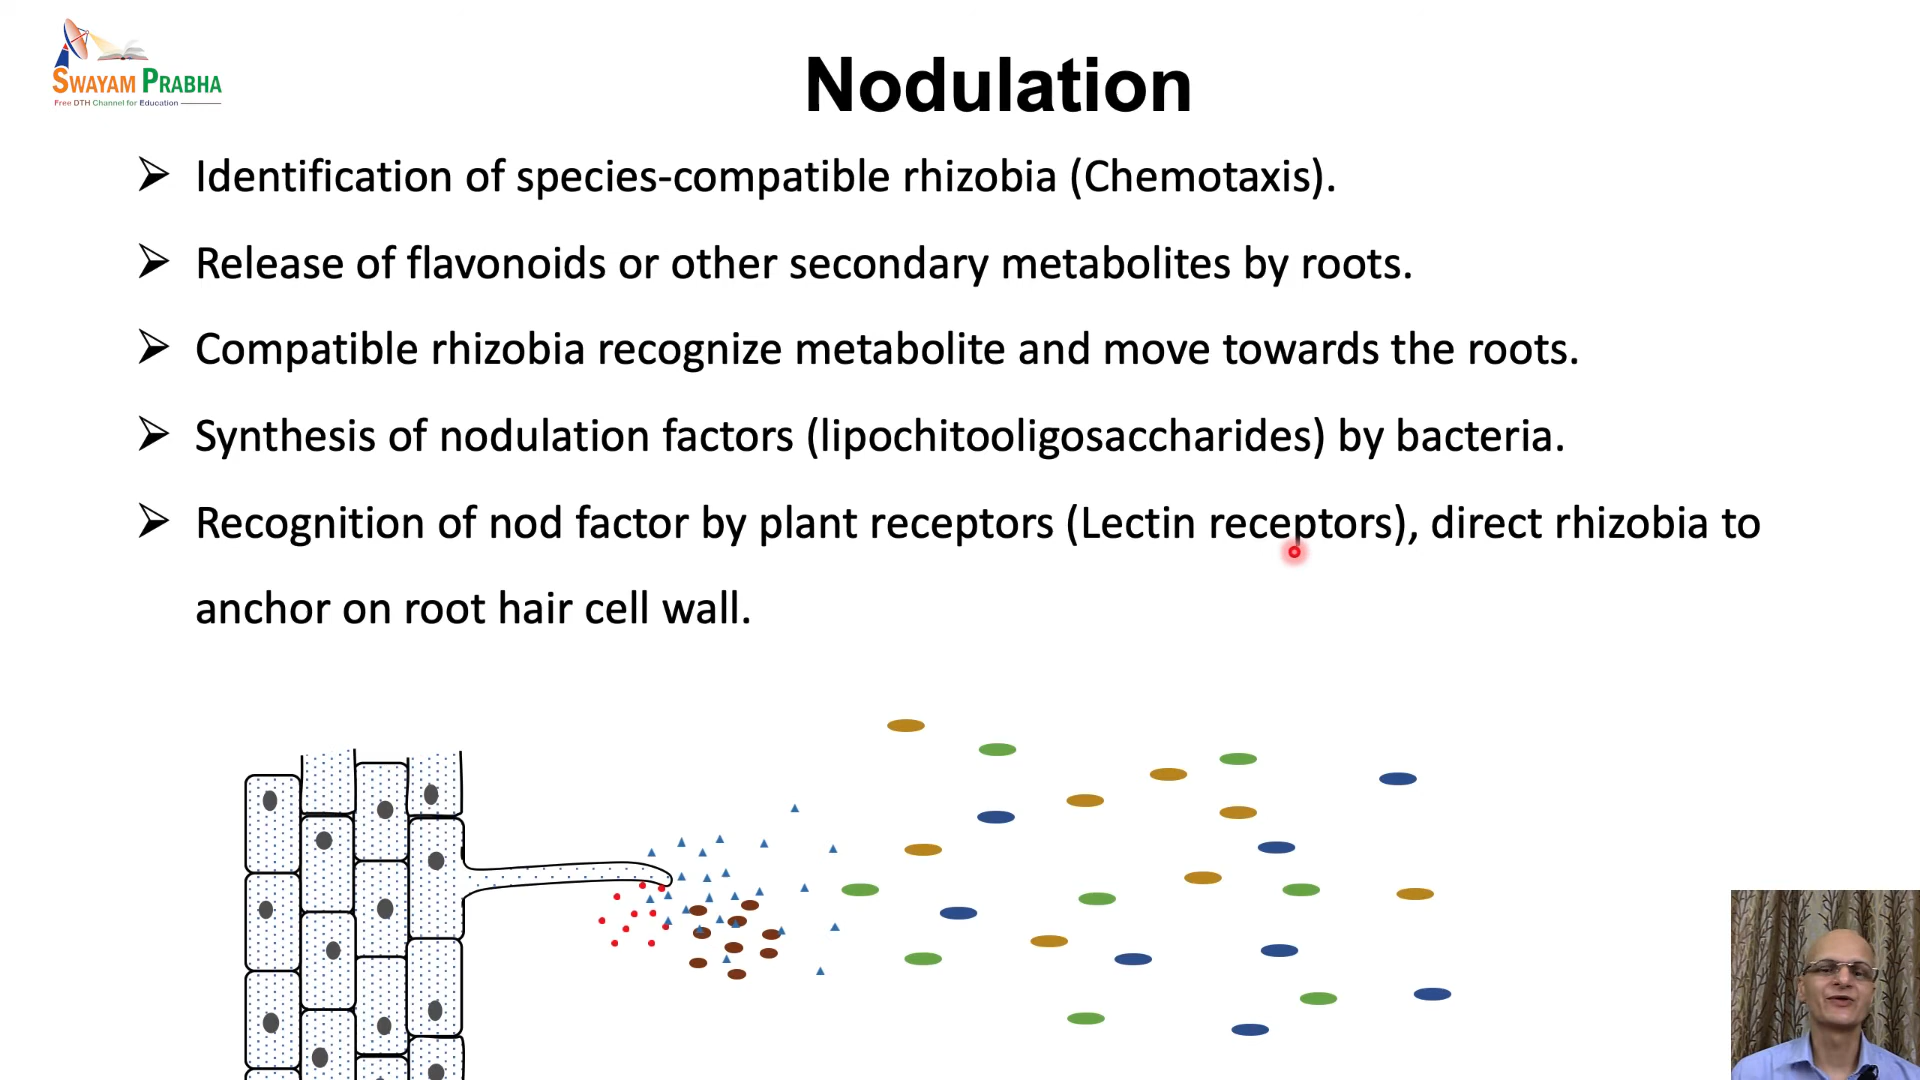 SWAYAM PRABHA
Free DTH Channel for Education
Nodulation
➢ Identification of species-compatible rhizobia (Chemotaxis).
➢ Release of flavonoids or other secondary metabolites by roots.
➢ Compatible rhizobia recognize metabolite and move towards the roots.
➢ Synthesis of nodulation factors (lipochitooligosaccharides) by bacteria.
➢ Recognition of nod factor by plant receptors (Lectin receptors), direct rhizobia to
anchor on root hair cell wall.